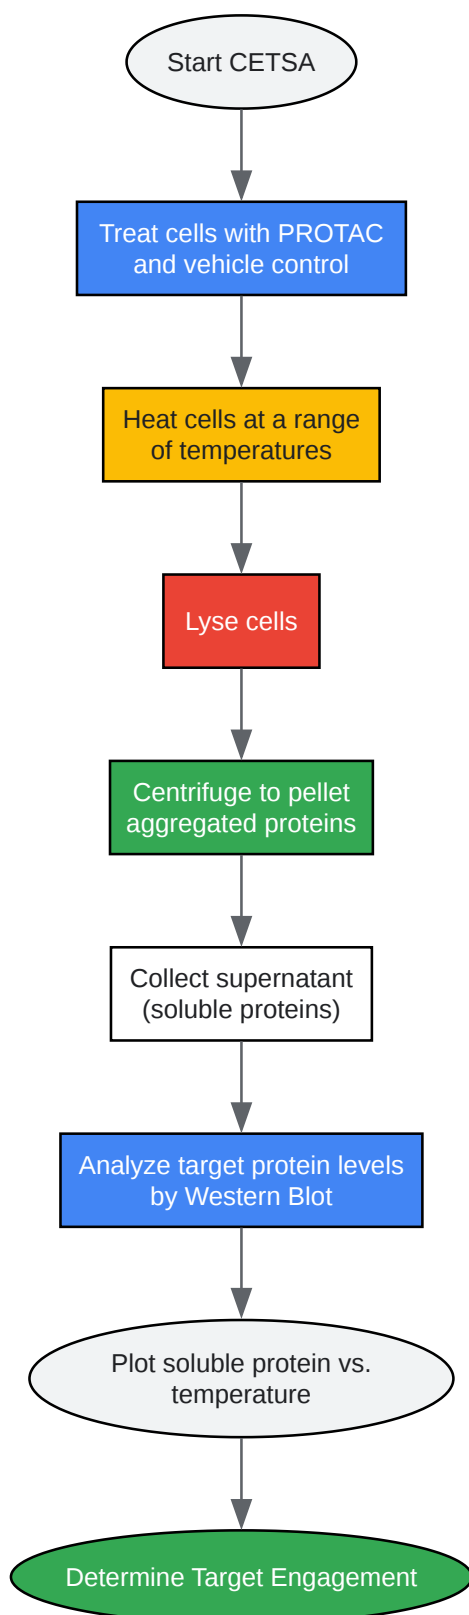 Start CETSA
Treat cells with PROTAC
and vehicle control
Heat cells at a range
of temperatures
Lyse cells
Centrifuge to pellet
aggregated proteins
Collect supernatant
(soluble proteins)
Analyze target protein levels
by Western Blot
Plot soluble protein vs.
temperature
Determine Target Engagement